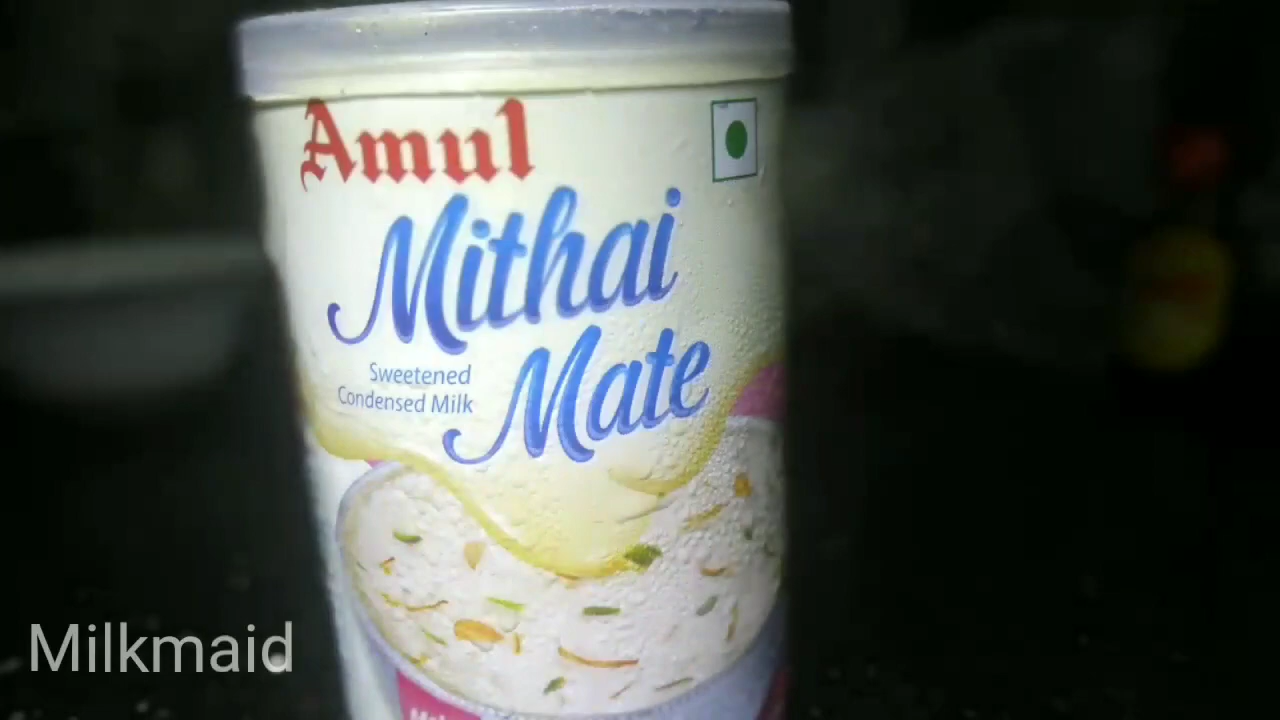 Amul
Mithai
Mate
Sweetened
Condensed Milk
Milkmaid